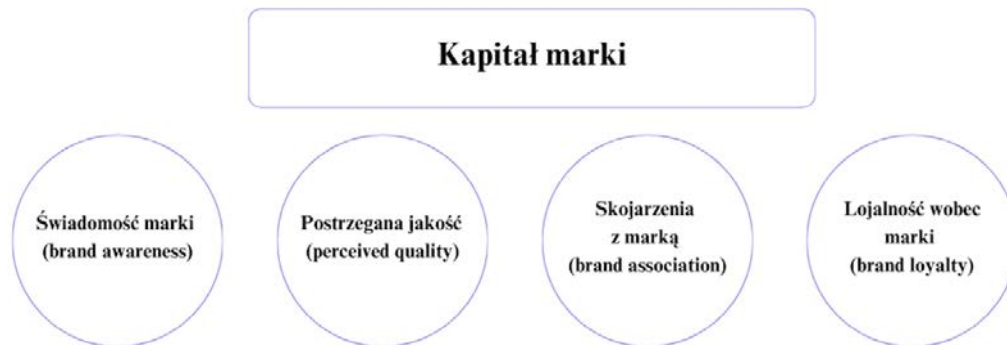 Kapitał marki
Świadomość marki
(brand awareness)
Postrzegana jakość
(perceived quality)
Skojarzenia
z marką
(brand association)
Lojalność wobec
marki
(brand loyalty)